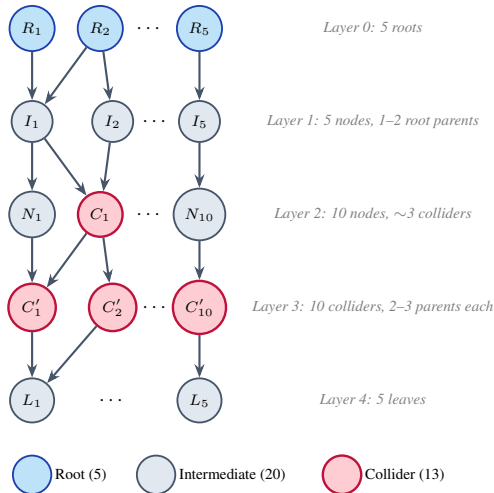 R₁ R₂ ··· R₅ Layer 0: 5 roots
I₁ I₂ ··· I₅ Layer 1: 5 nodes, 1–2 root parents
N₁ C₁ ··· N₁₀ Layer 2: 10 nodes, ∼3 colliders
C′₁ C′₂ ··· C′₁₀ Layer 3: 10 colliders, 2–3 parents each
L₁ ··· L₅ Layer 4: 5 leaves
Root (5) Intermediate (20) Collider (13)